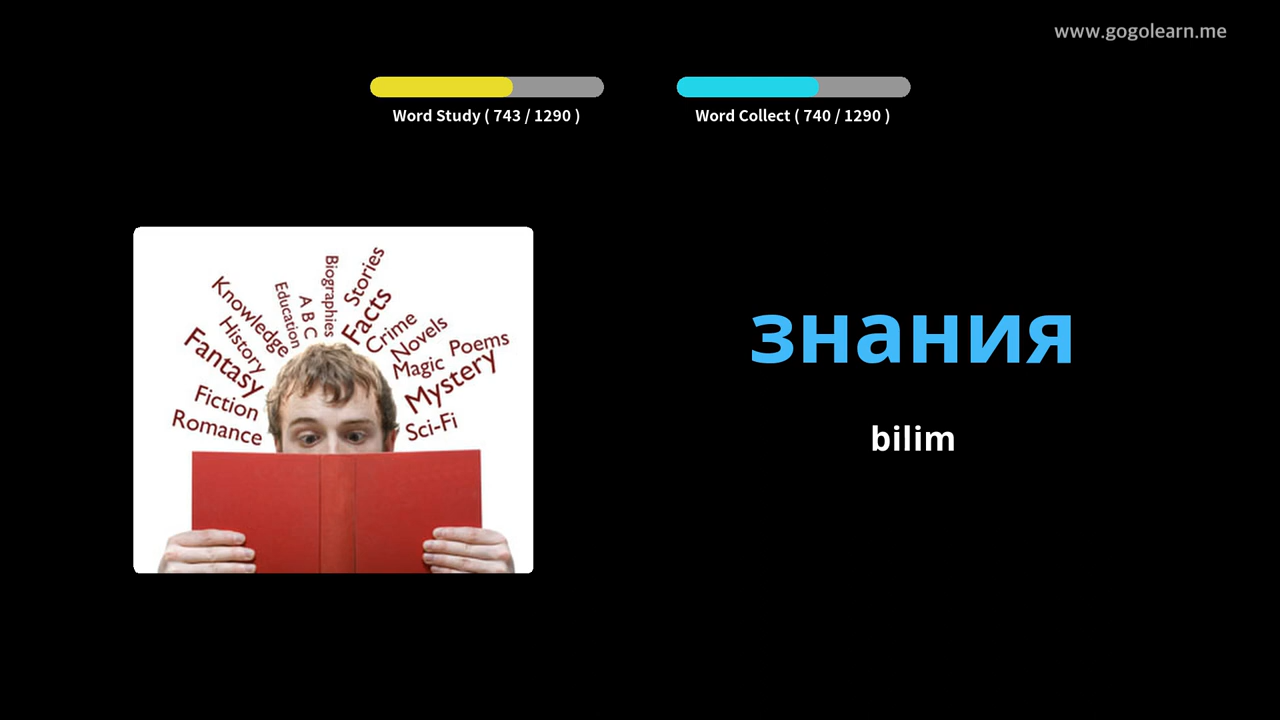 www.gogolearn.me
Word Study ( 743 / 1290 )
Word Collect ( 740 / 1290 )
Biographies
Stories
Education
A B C
Facts
Knowledge
Crime
History
Novels
Poems
Fantasy
Magic
Mystery
Fiction
Romance
Sci-Fi
знания
bilim